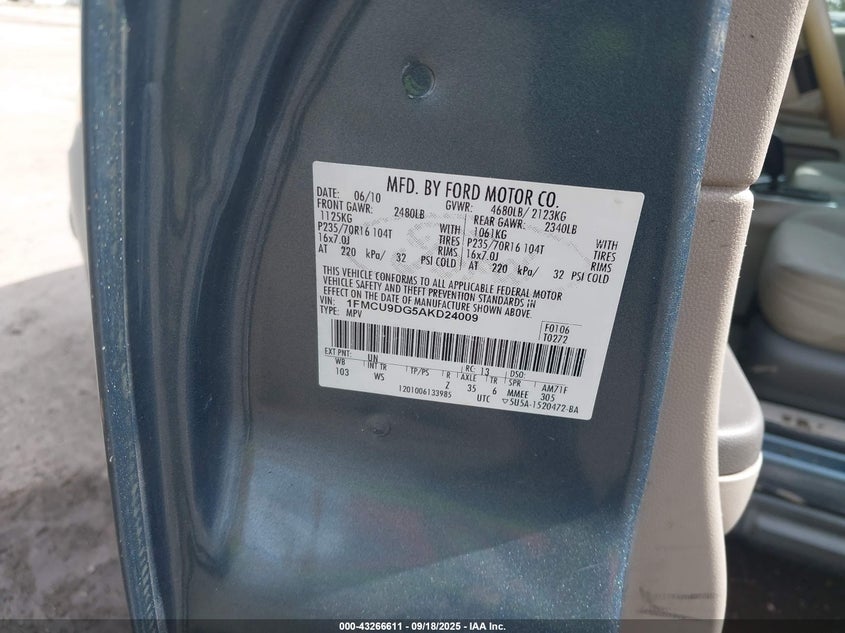 MFD. BY FORD MOTOR CO.
DATE: 06/10 GVWR: 4680LB/ 2123KG
FRONT GAWR: 2480LB REAR GAWR: 2340LB
1125KG WITH 1061KG WITH
P235/70R16 104T TIRES P235/70R16 104T TIRES
16x7.0J RIMS 16x7.0J RIMS
AT 220 kPa/ 32 PSI COLD AT 220 kPa/ 32 PSI COLD
THIS VEHICLE CONFORMS TO ALL APPLICABLE FEDERAL MOTOR
VEHICLE SAFETY AND THEFT PREVENTION STANDARDS IN
EFFECT ON THE DATE OF MANUFACTURE SHOWN ABOVE.
VIN: 1FMCU9DG5AKD24009 F0106
TYPE: MPV T0272
EXT PNT: UN RC: 13 DSO:
WB INT TR TP/PS R AXLE TR SPR AM71F
103 WS Z 35 6 MMEE 305
1201006133985 UTC ▽5U5A-1520472-BA
000-43266611 - 09/18/2025 - IAA Inc.